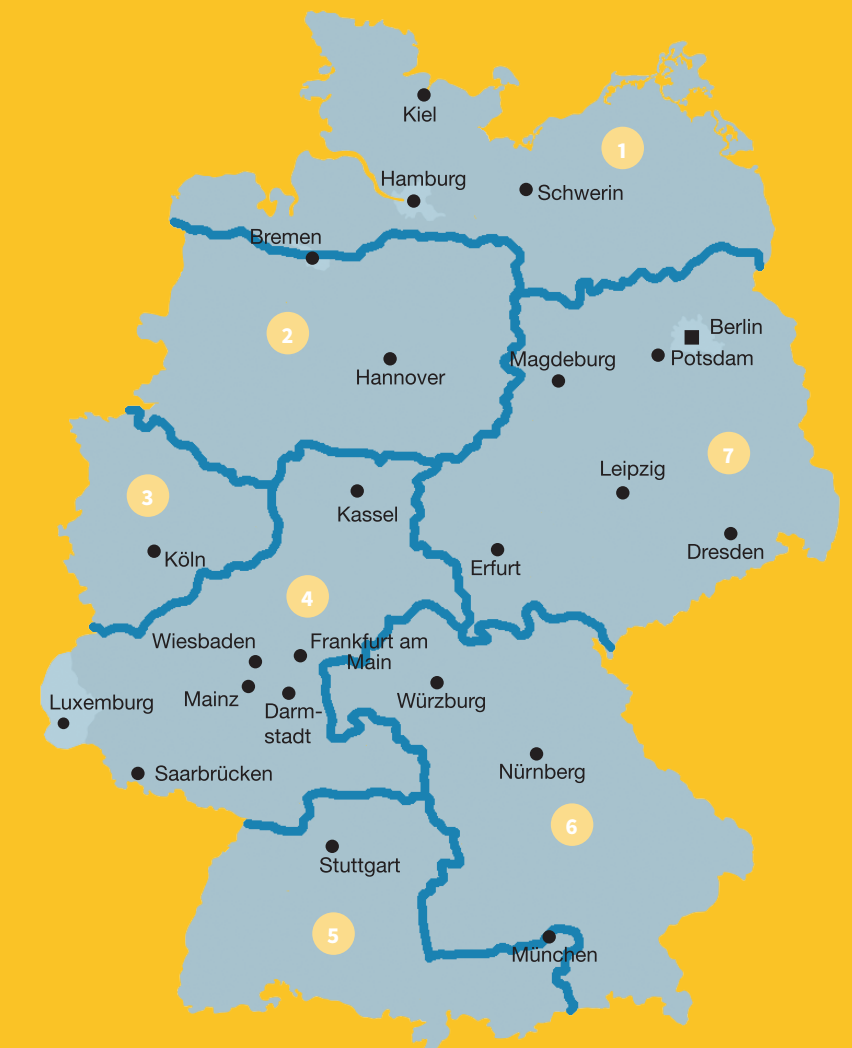 Kiel
1
Hamburg
Schwerin
Bremen
2
Berlin
Potsdam
Magdeburg
Hannover
7
Leipzig
3
Kassel
Köln
Erfurt
Dresden
4
Wiesbaden
Frankfurt am
Main
Mainz
Darm-
stadt
Würzburg
Luxemburg
Saarbrücken
Nürnberg
6
Stuttgart
5
München